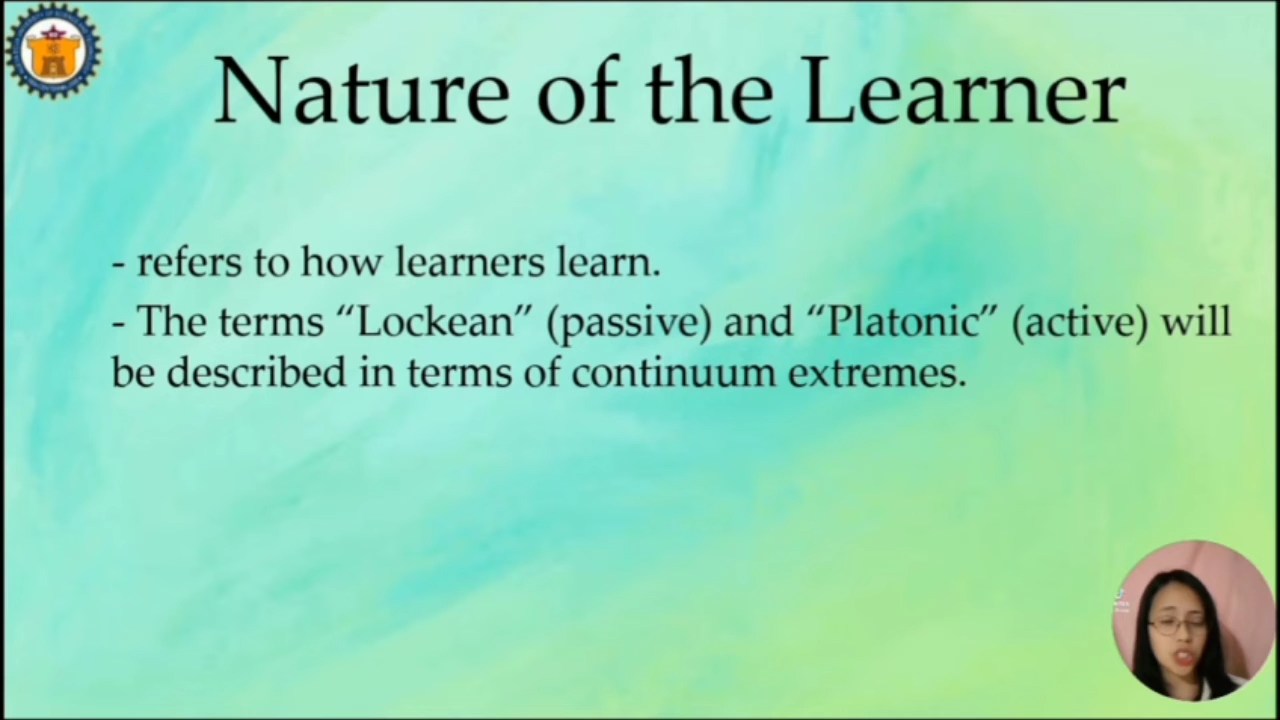 Nature of the Learner
- refers to how learners learn.
- The terms “Lockean” (passive) and “Platonic” (active) will
be described in terms of continuum extremes.